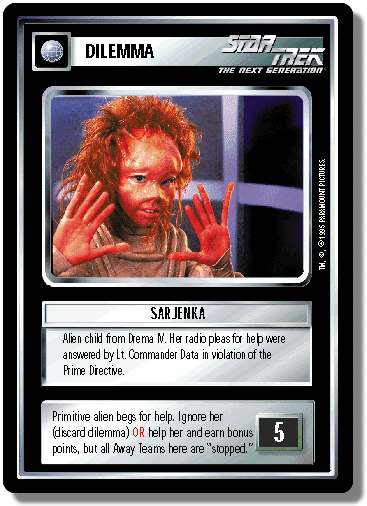 DILEMMA
STAR TREK
THE NEXT GENERATION
TM, ©, ® 1995 PARAMOUNT PICTURES.
SARJENKA
Alien child from Drema IV. Her radio pleas for help were
answered by Lt. Commander Data in violation of the
Prime Directive.
Primitive alien begs for help. Ignore her
(discard dilemma) OR help her and earn bonus
points, but all Away Teams here are "stopped."
5